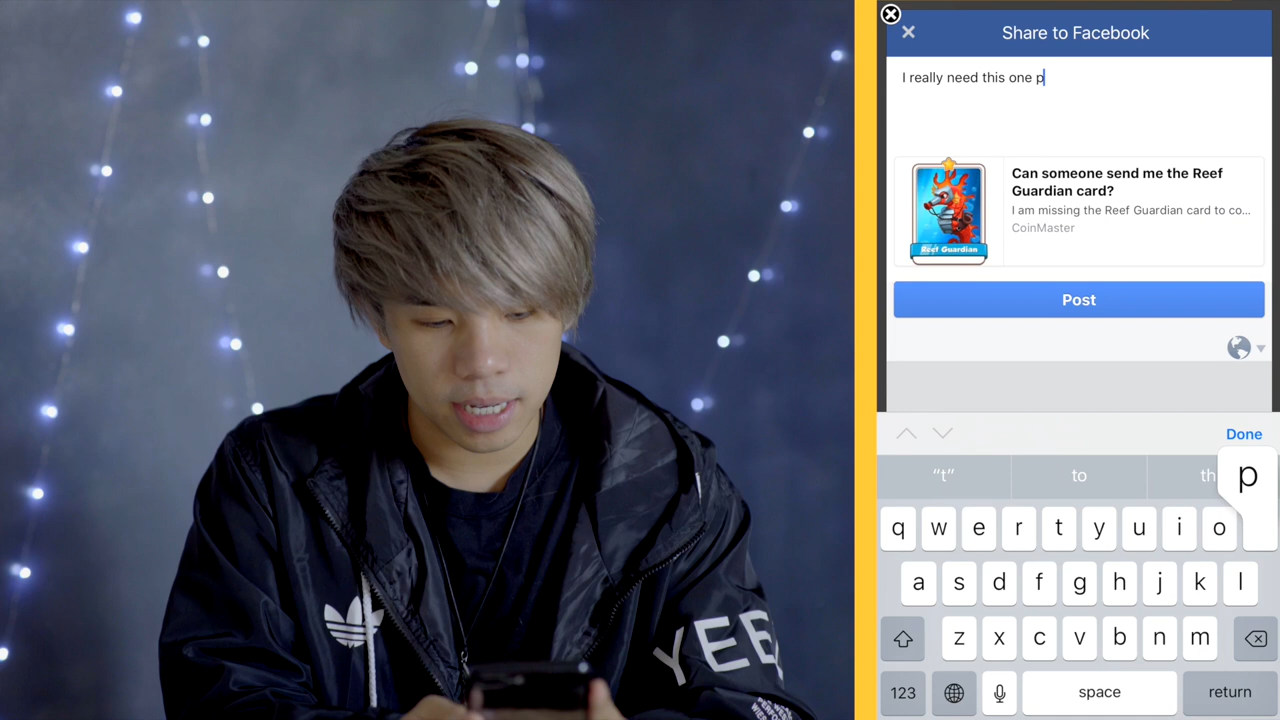 Share to Facebook
I really need this one p
Can someone send me the Reef
Guardian card?
I am missing the Reef Guardian card to co...
CoinMaster
Reef Guardian
Post
Done
"t" to th
p
q w e r t y u i o
a s d f g h j k l
z x c v b n m
123 space return
YEE